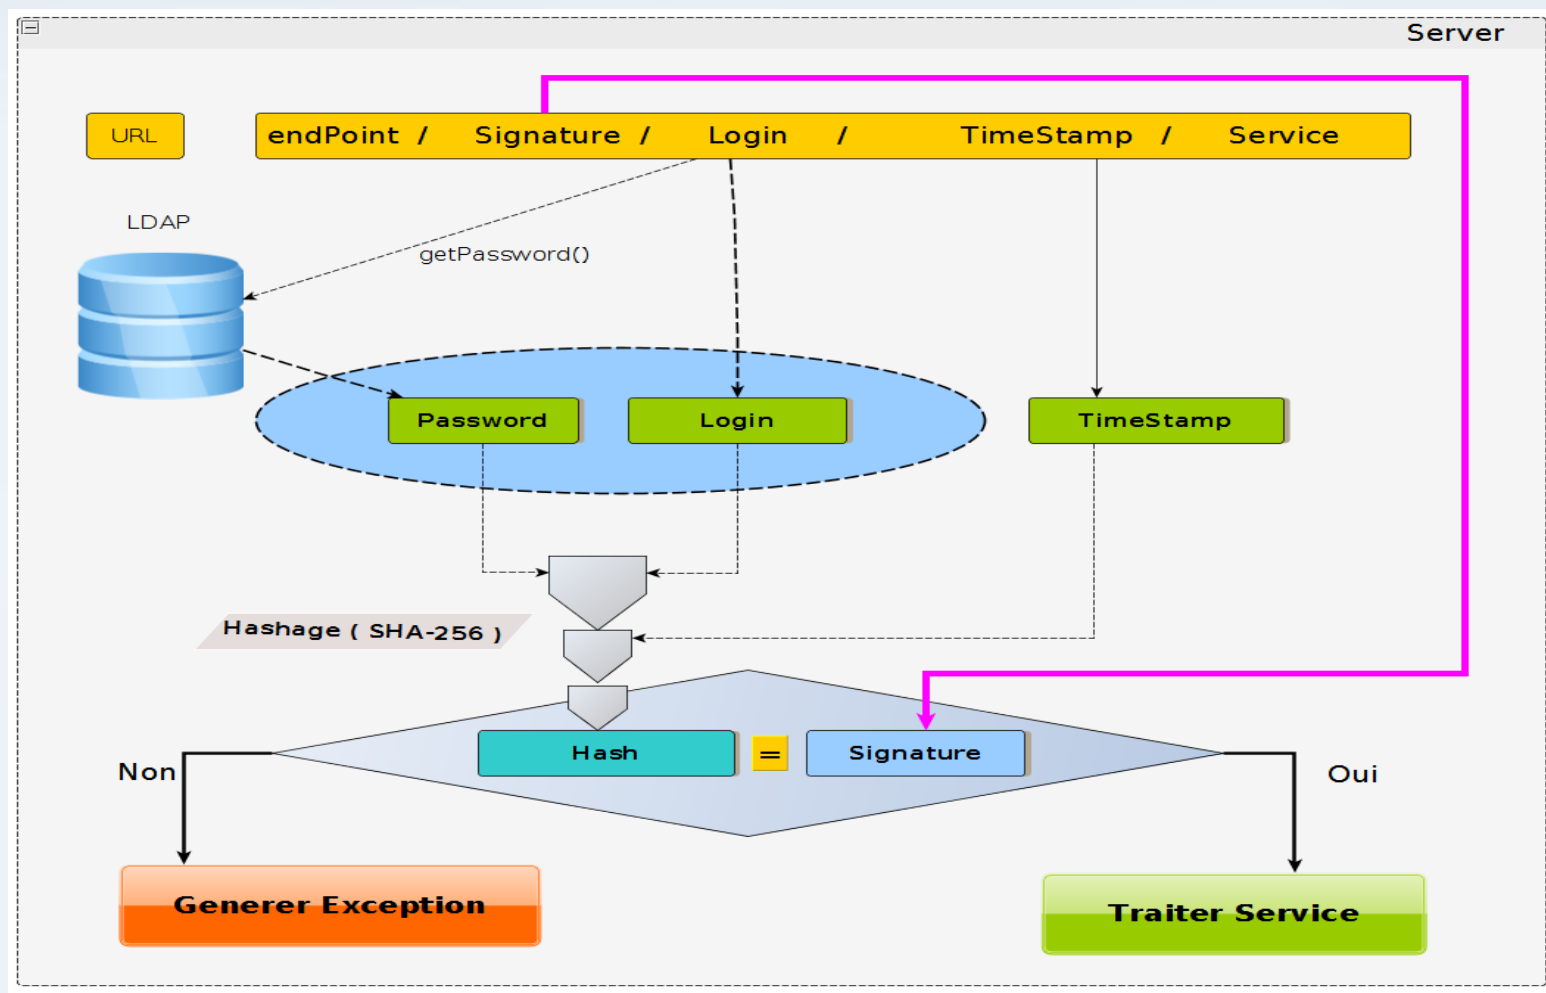 Server
URL
endPoint / Signature / Login / TimeStamp / Service
LDAP
getPassword()
Password
Login
TimeStamp
Hashage ( SHA-256 )
Hash
=
Signature
Non
Oui
Generer Exception
Traiter Service